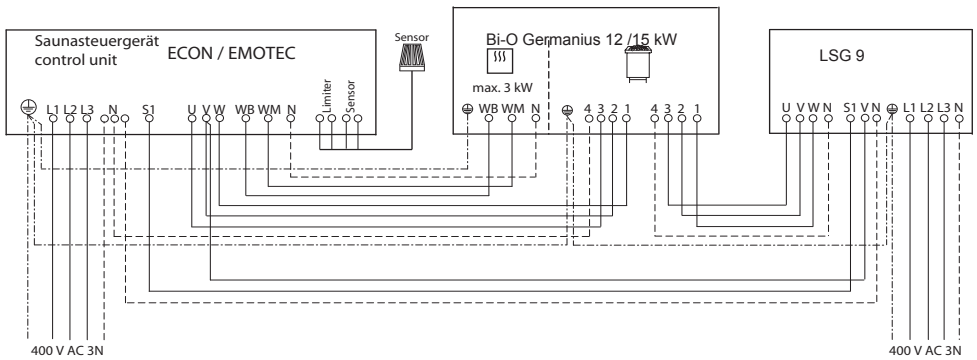 Saunasteuergerät
control unit
ECON / EMOTEC
Sensor
Bi-O Germanius 12 /15 kW
max. 3 kW
LSG 9
L1 L2 L3 N S1 U V W WB WM N
Limiter
Sensor
WB WM N 4 3 2 1 4 3 2 1
U V W N S1 V N L1 L2 L3 N
400 V AC 3N
400 V AC 3N